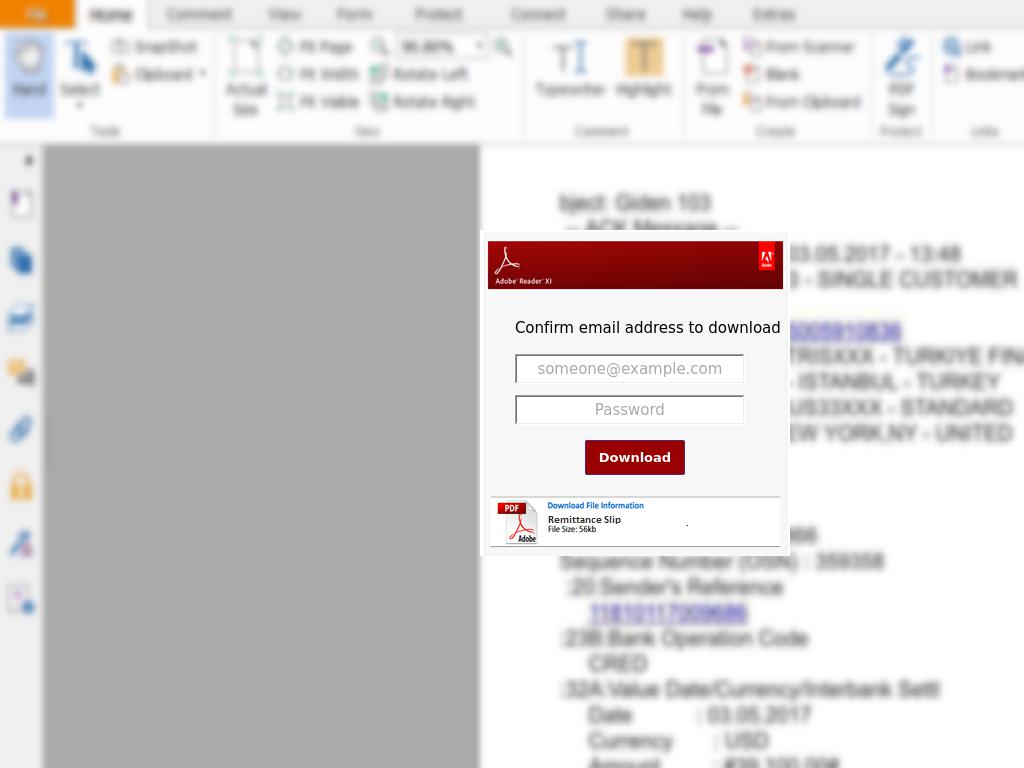 File Home Comment View Form Protect Connect Share Help Extras
SnapShot Fit Page 90.80% From Scanner Link
Clipboard Fit Width Rotate Left Blank Bookmark
Hand Select Actual Size Fit Visible Rotate Right Typewriter Highlight From File From Clipboard PDF Sign
Tools View Comment Create Protect Links
bject: Giden 103
-- ACK Message --
03.05.2017 - 13:48
3 - SINGLE CUSTOMER
Adobe Reader XI
Adobe
Confirm email address to download
5005910836
TRISXXX - TURKIYE FINA
someone@example.com
- ISTANBUL - TURKEY
Password
US33XXX - STANDARD
EW YORK,NY - UNITED
Download
PDF
Adobe
Download File Information
Remittance Slip
File Size: 56kb
Sequence Number (OSN) : 359358
:20:Sender's Reference
11810117009686
:23B:Bank Operation Code
CRED
:32A:Value Date/Currency/Interbank Settl
Date : 03.05.2017
Currency : USD
Amount : #39,100.00#